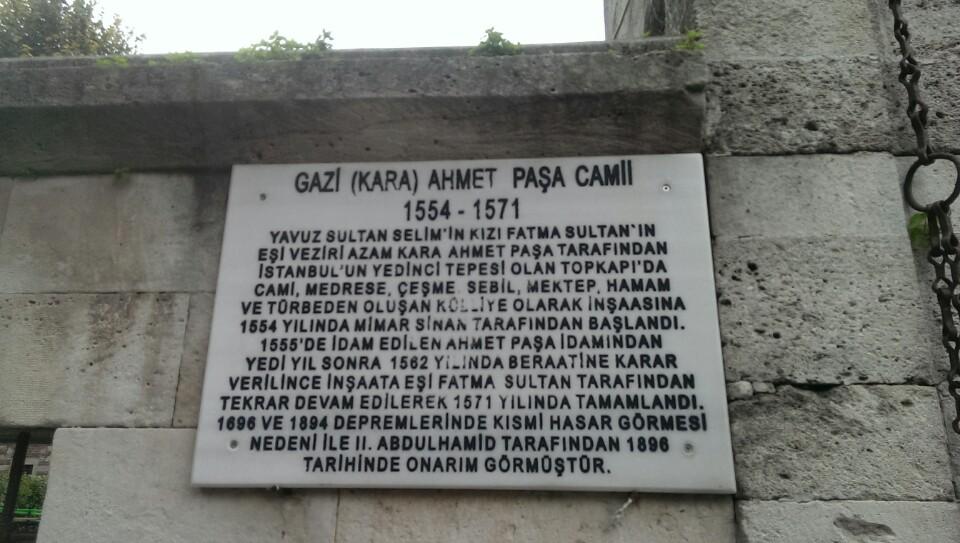 GAZİ (KARA) AHMET PAŞA CAMİİ
1554 - 1571
YAVUZ SULTAN SELİM'İN KIZI FATMA SULTAN'IN
EŞİ VEZİRİ AZAM KARA AHMET PAŞA TARAFINDAN
İSTANBUL'UN YEDİNCİ TEPESİ OLAN TOPKAPI'DA
CAMİ, MEDRESE, ÇEŞME, SEBİL, MEKTEP, HAMAM
VE TÜRBEDEN OLUŞAN KÜLLİYE OLARAK İNŞAASINA
1554 YILINDA MİMAR SİNAN TARAFINDAN BAŞLANDI.
1555'DE İDAM EDİLEN AHMET PAŞA İDAMINDAN
YEDİ YIL SONRA 1562 YILINDA BERAATİNE KARAR
VERİLİNCE İNŞAATA EŞİ FATMA SULTAN TARAFINDAN
TEKRAR DEVAM EDİLEREK 1571 YILINDA TAMAMLANDI.
1696 VE 1894 DEPREMLERİNDE KISMİ HASAR GÖRMESİ
NEDENİ İLE II. ABDULHAMİD TARAFINDAN 1896
TARİHİNDE ONARIM GÖRMÜŞTÜR.